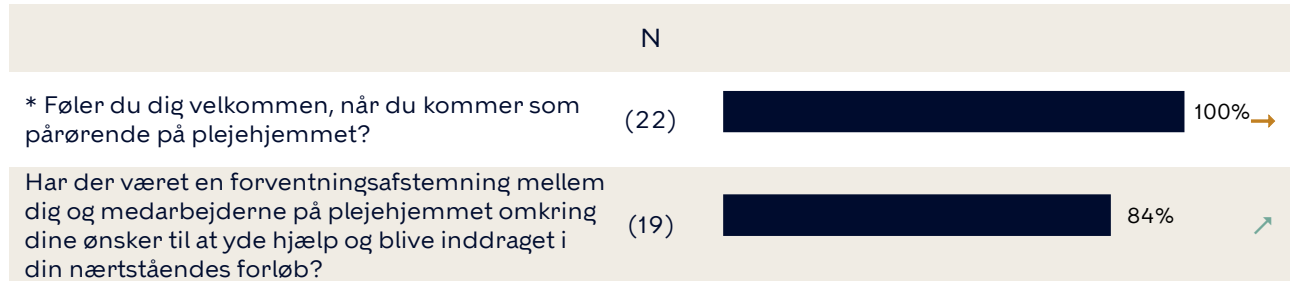 N
* Føler du dig velkommen, når du kommer som
pårørende på plejehjemmet?
(22)
100%
Har der været en forventningsafstemning mellem
dig og medarbejderne på plejehjemmet omkring
dine ønsker til at yde hjælp og blive inddraget i
din nærtståendes forløb?
(19)
84%